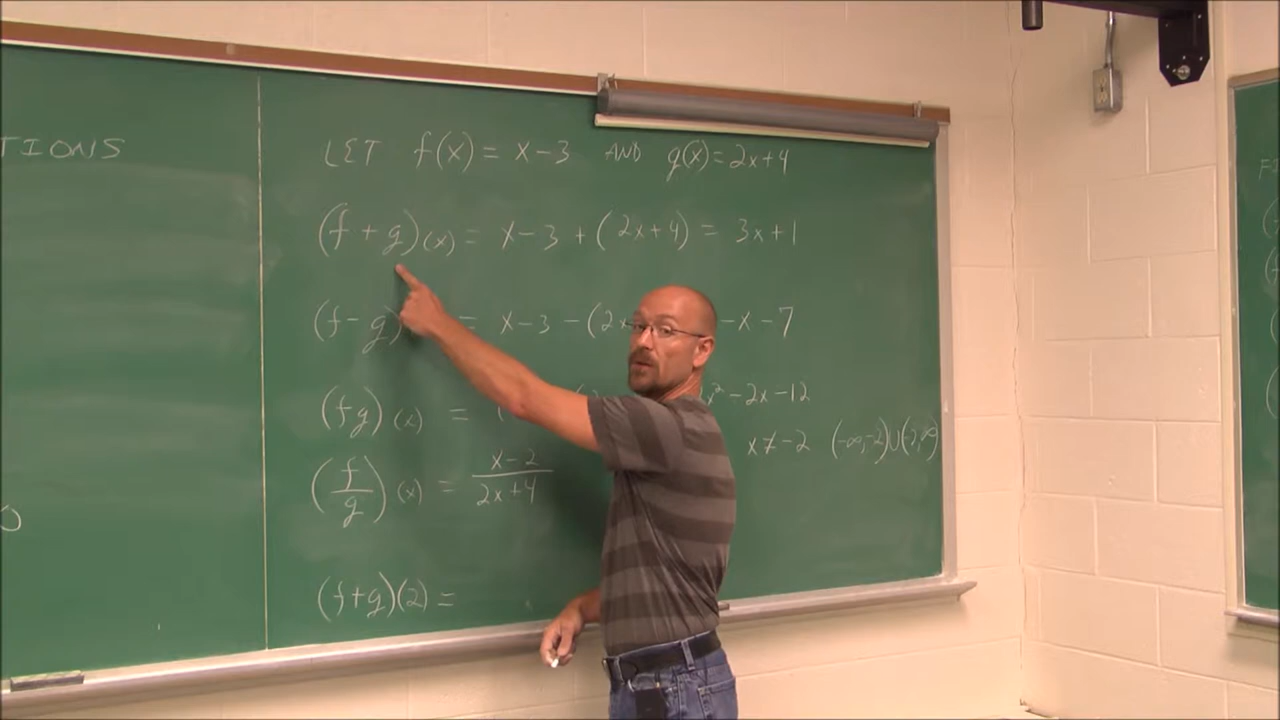 TIONS
LET f(x) = x-3 AND g(x) = 2x+4
(f + g)(x) = x-3 + (2x+4) = 3x+1
(f - g) = x-3 - (2x -x-7
(fg)(x) = ( x² - 2x - 12
x ≠ -2 (-∞,-2)∪(-2,∞)
(f/g)(x) = x-2/2x+4
(f+g)(2) =